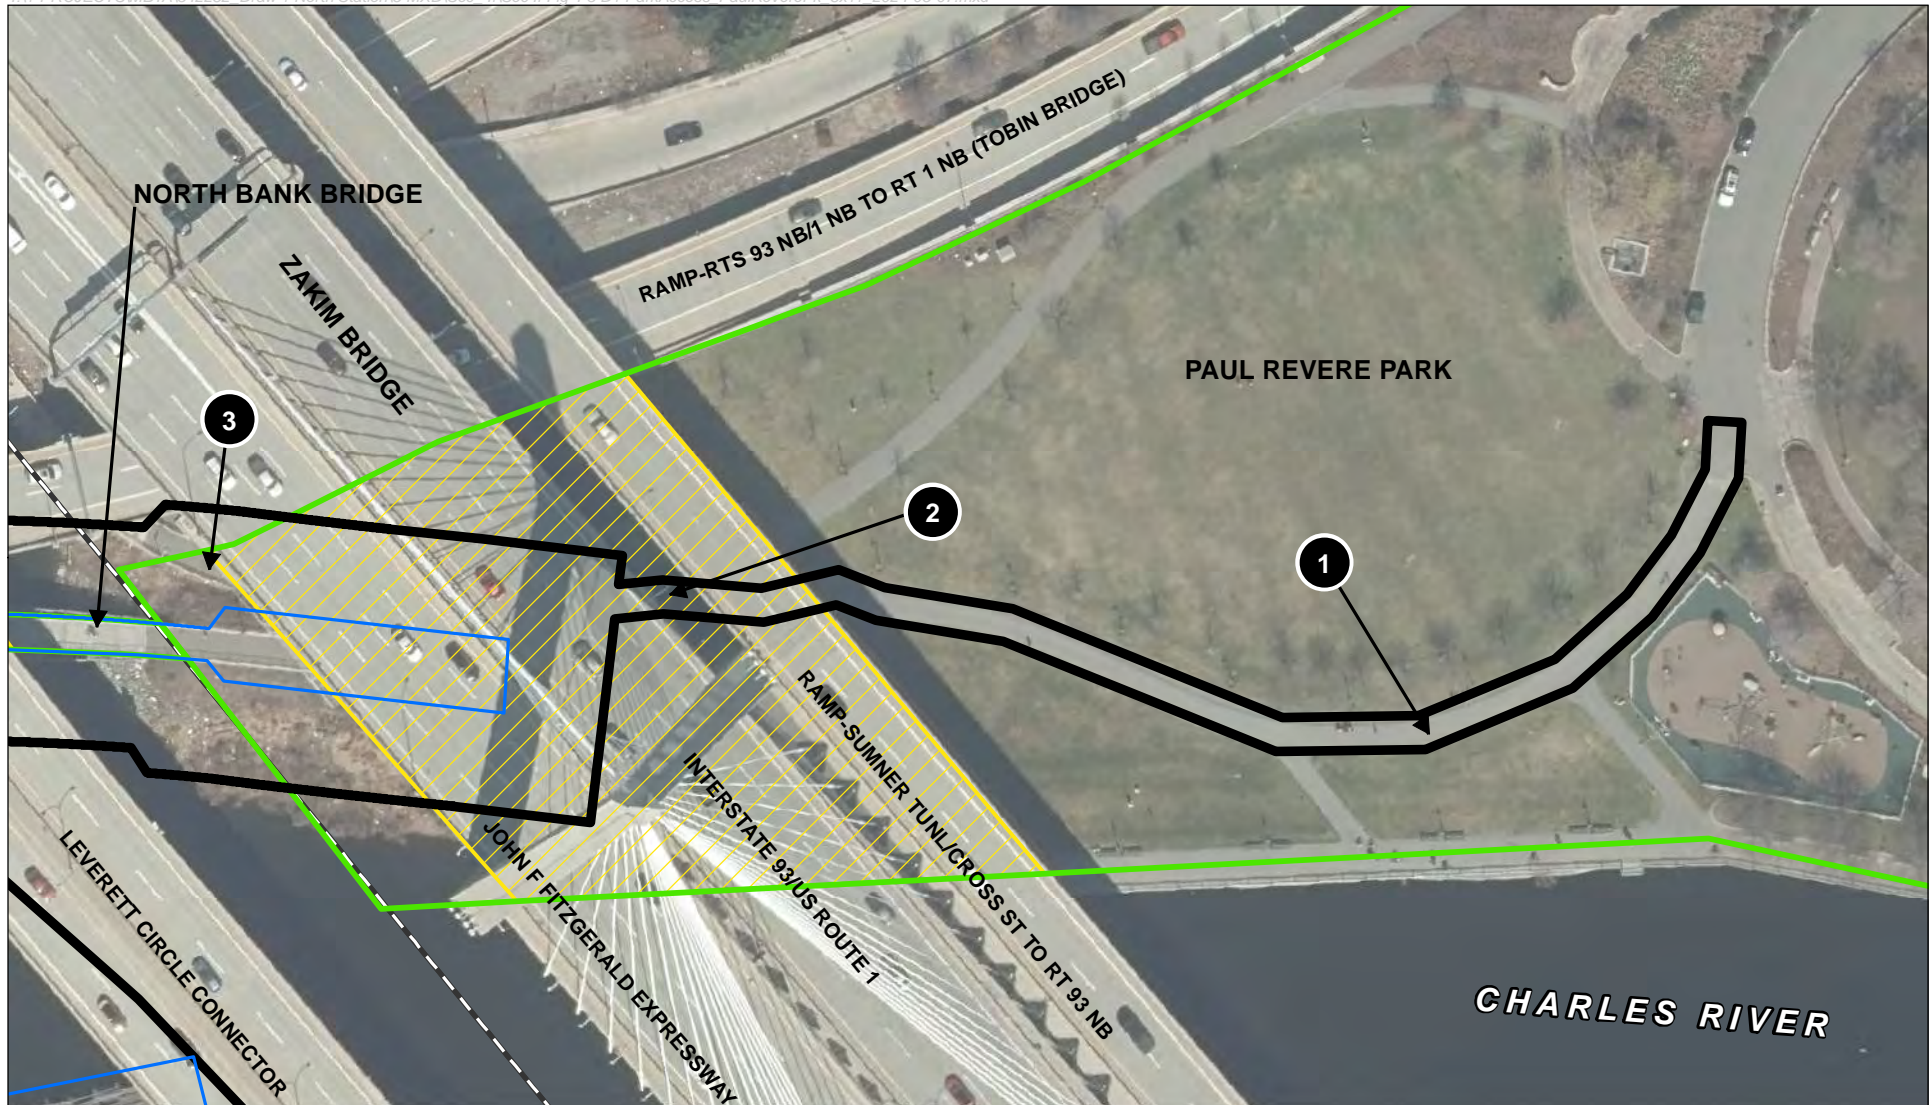 NORTH BANK BRIDGE
ZAKIM BRIDGE
RAMP-RTS 93 NB/1 NB TO RT 1 NB (TOBIN BRIDGE)
PAUL REVERE PARK
3
2
1
RAMP-SUMNER TUNL/CROSS ST TO RT 93 NB
INTERSTATE 93/US ROUTE 1
JOHN F FITZGERALD EXPRESSWAY
LEVERETT CIRCLE CONNECTOR
CHARLES RIVER